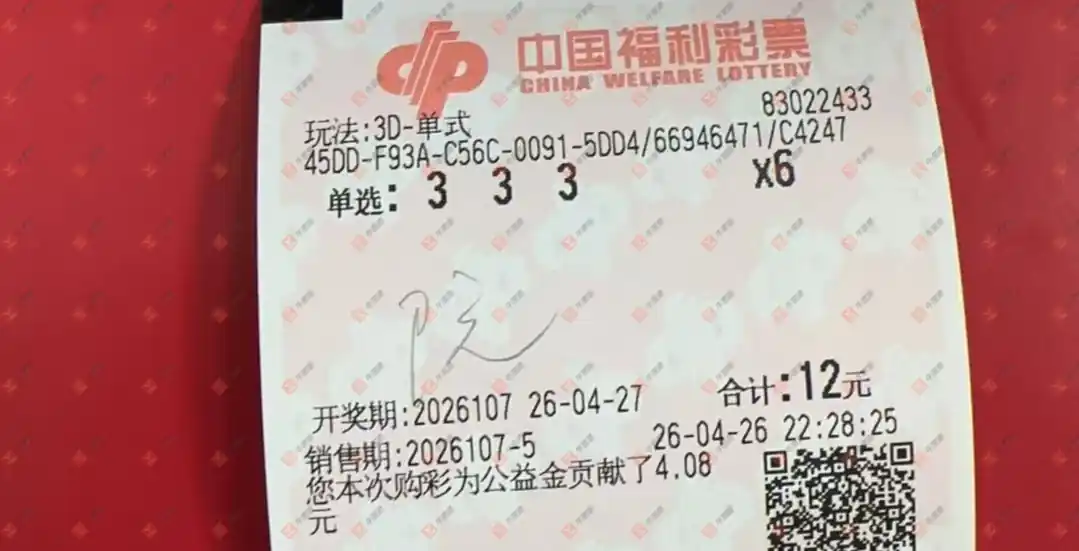 中国福利彩票
CHINA WELFARE LOTTERY
83022433
玩法:3D-单式
45DD-F93A-C56C-0091-5DD4/66946471/C4247
单选: 3 3 3 x6
院
开奖期:2026107 26-04-27 合计:12元
销售期:2026107-5 26-04-26 22:28:25
您本次购彩为公益金贡献了4.08
元